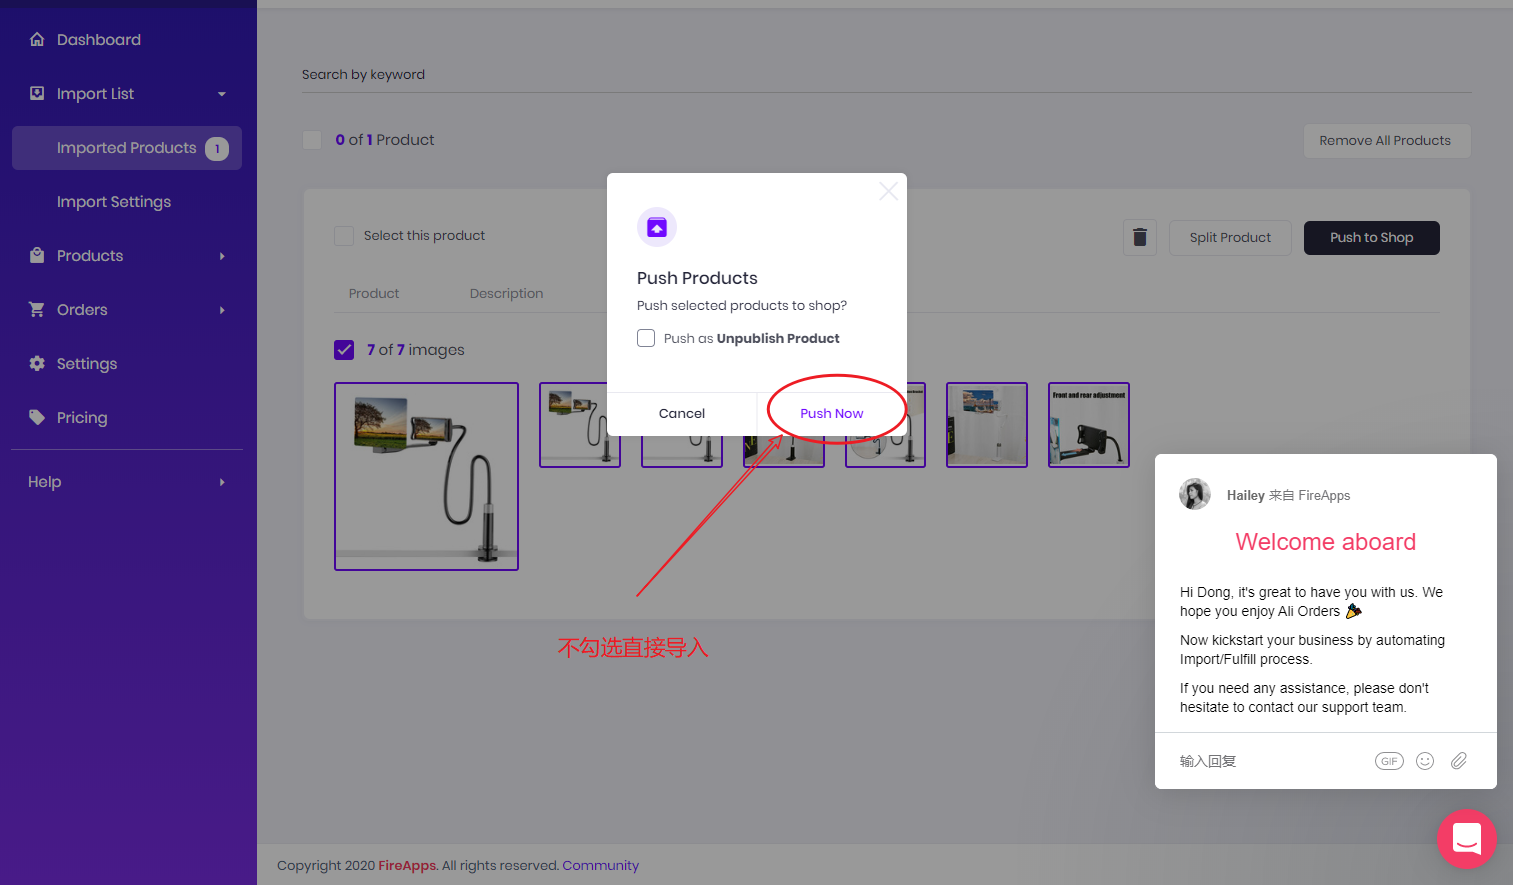 Dashboard
Import List
Imported Products 1
Import Settings
Products
Orders
Settings
Pricing
Help
Search by keyword
0 of 1 Product
Remove All Products
Select this product
Split Product
Push to Shop
Product Description
7 of 7 images
Push Products
Push selected products to shop?
Push as Unpublish Product
Cancel
Push Now
Front and rear adjustment
不勾选直接导入
Hailey 来自 FireApps
Welcome aboard
Hi Dong, it's great to have you with us. We
hope you enjoy Ali Orders 🎉
Now kickstart your business by automating
Import/Fulfill process.
If you need any assistance, please don't
hesitate to contact our support team.
输入回复
GIF
Copyright 2020 FireApps. All rights reserved. Community